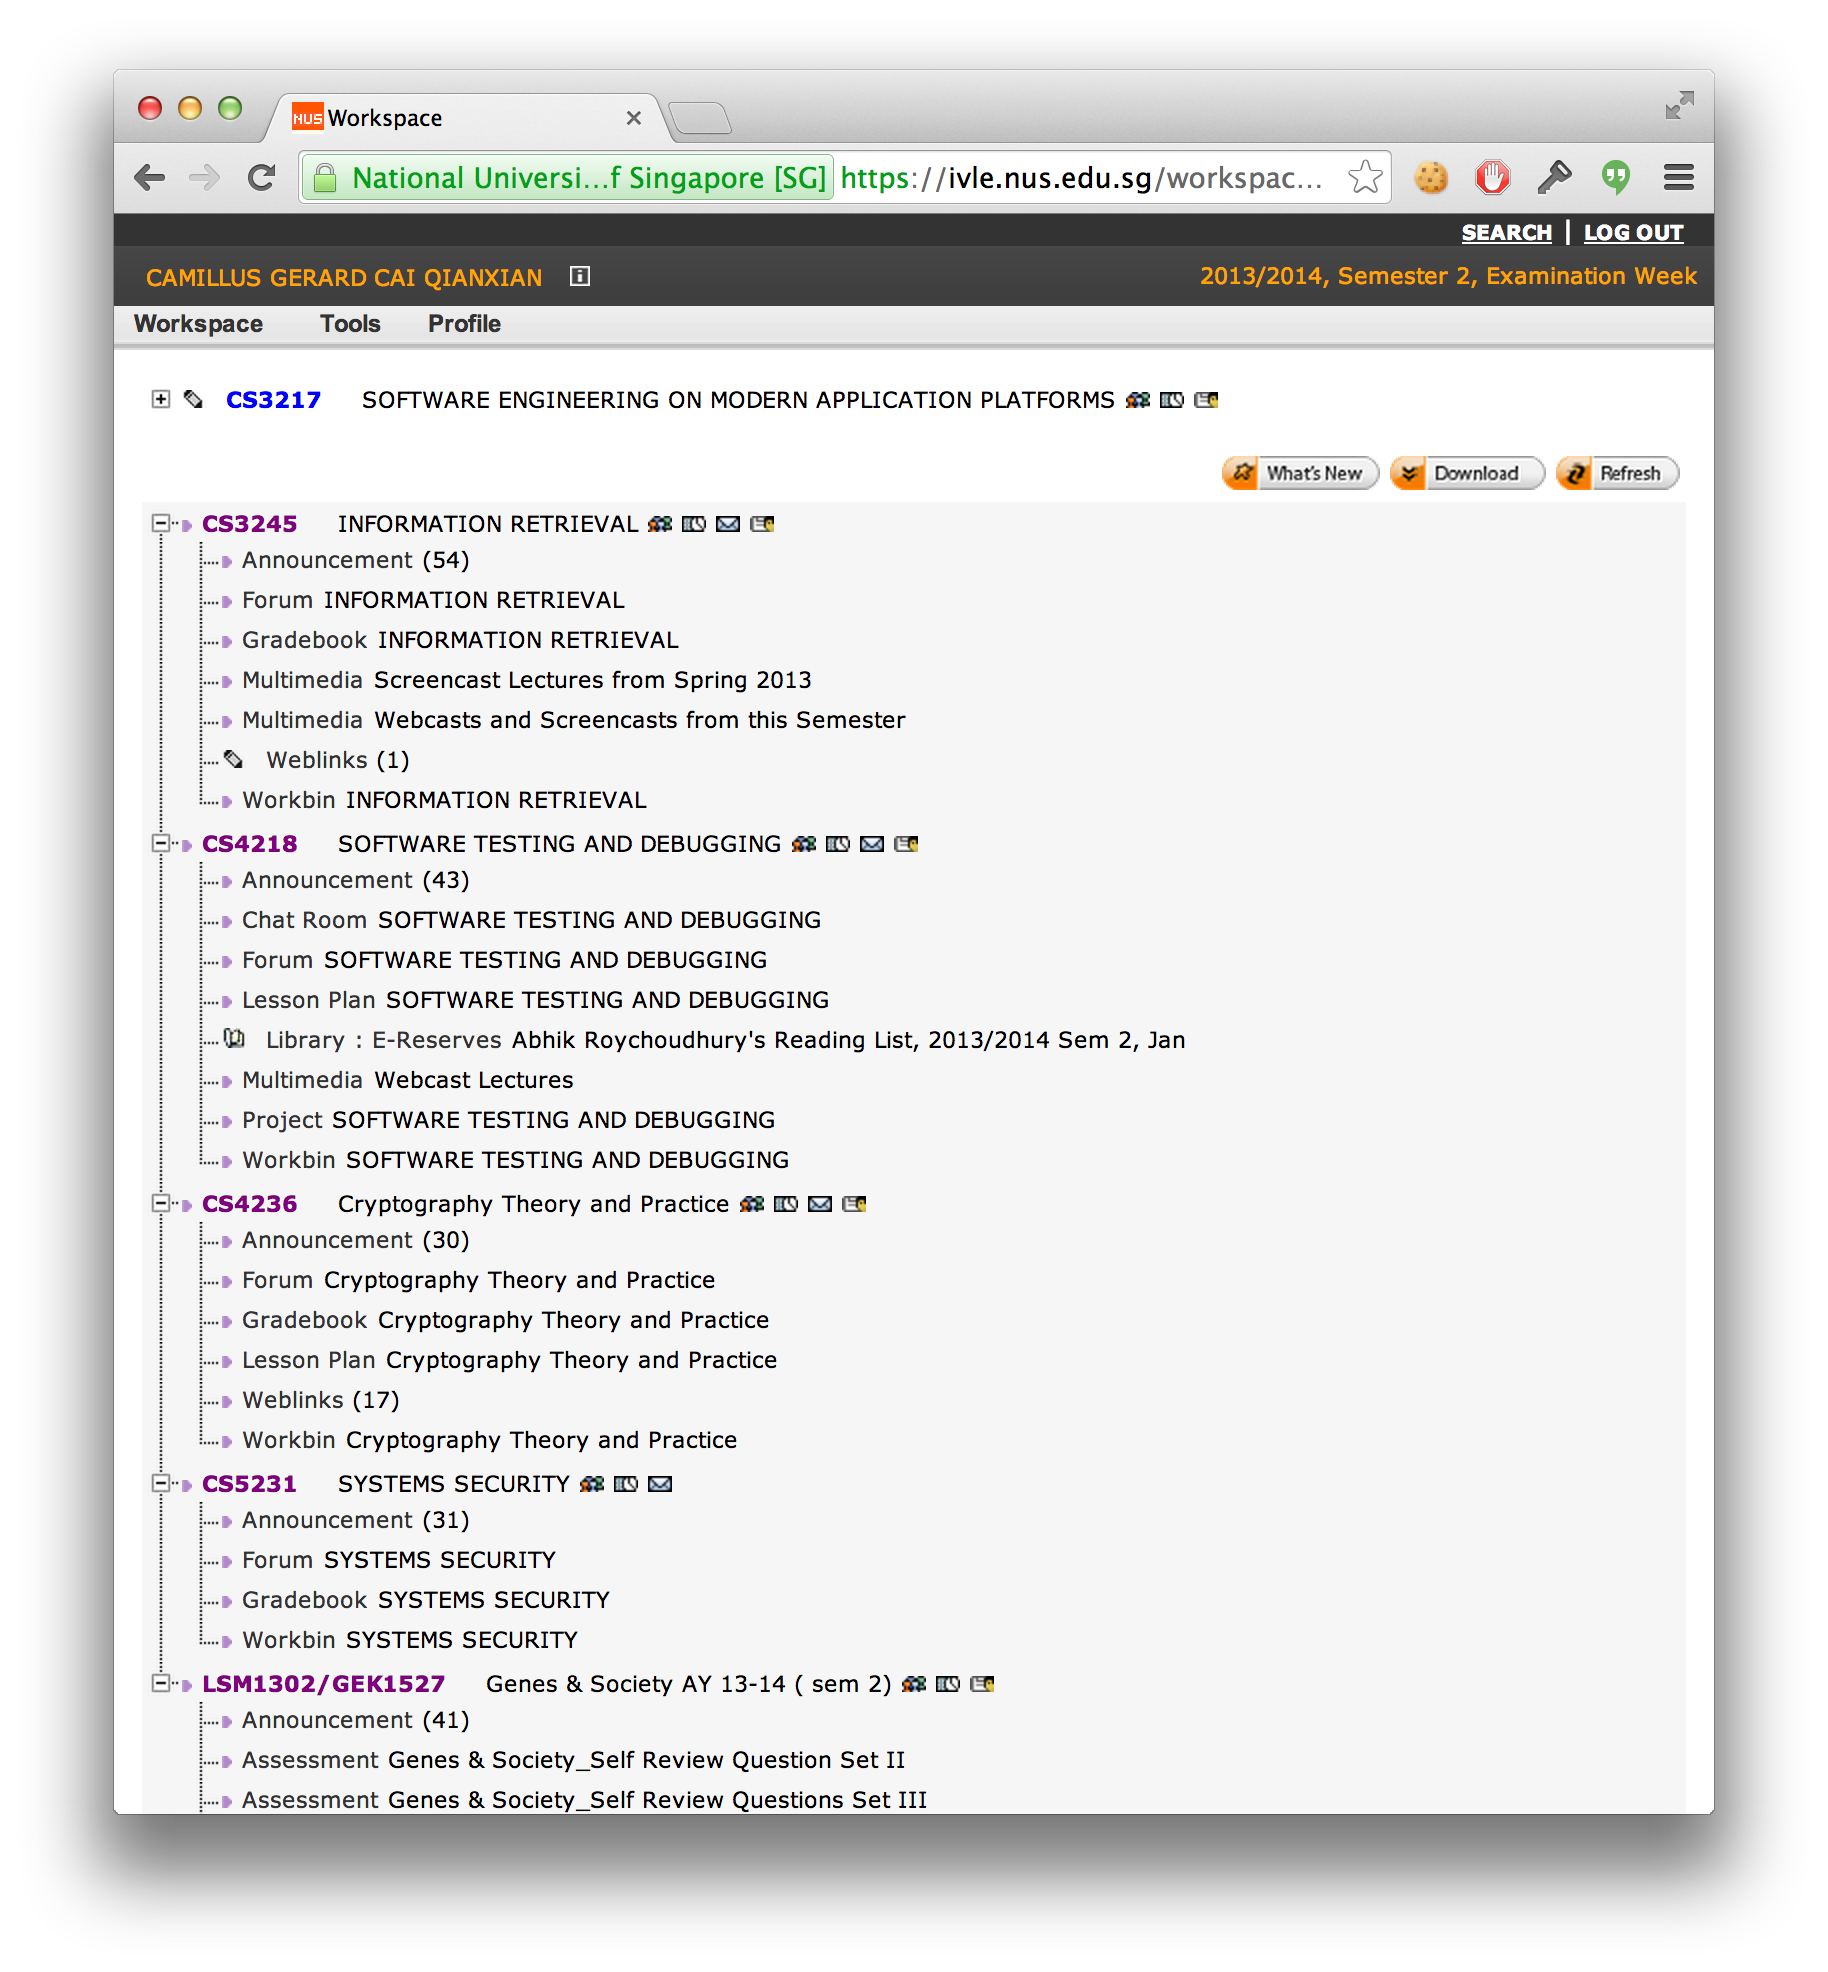 NUS Workspace
National Universi...f Singapore [SG] https://ivle.nus.edu.sg/workspac...
SEARCH | LOG OUT
CAMILLUS GERARD CAI QIANXIAN 2013/2014, Semester 2, Examination Week
Workspace Tools Profile
CS3217 SOFTWARE ENGINEERING ON MODERN APPLICATION PLATFORMS
What's New Download Refresh
CS3245 INFORMATION RETRIEVAL
Announcement (54)
Forum INFORMATION RETRIEVAL
Gradebook INFORMATION RETRIEVAL
Multimedia Screencast Lectures from Spring 2013
Multimedia Webcasts and Screencasts from this Semester
Weblinks (1)
Workbin INFORMATION RETRIEVAL
CS4218 SOFTWARE TESTING AND DEBUGGING
Announcement (43)
Chat Room SOFTWARE TESTING AND DEBUGGING
Forum SOFTWARE TESTING AND DEBUGGING
Lesson Plan SOFTWARE TESTING AND DEBUGGING
Library : E-Reserves Abhik Roychoudhury's Reading List, 2013/2014 Sem 2, Jan
Multimedia Webcast Lectures
Project SOFTWARE TESTING AND DEBUGGING
Workbin SOFTWARE TESTING AND DEBUGGING
CS4236 Cryptography Theory and Practice
Announcement (30)
Forum Cryptography Theory and Practice
Gradebook Cryptography Theory and Practice
Lesson Plan Cryptography Theory and Practice
Weblinks (17)
Workbin Cryptography Theory and Practice
CS5231 SYSTEMS SECURITY
Announcement (31)
Forum SYSTEMS SECURITY
Gradebook SYSTEMS SECURITY
Workbin SYSTEMS SECURITY
LSM1302/GEK1527 Genes & Society AY 13-14 ( sem 2)
Announcement (41)
Assessment Genes & Society_Self Review Question Set II
Assessment Genes & Society_Self Review Questions Set III